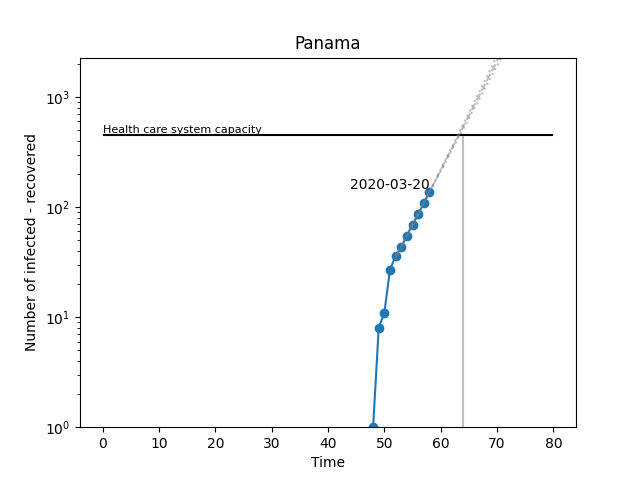 Panama
Number of infected - recovered
10³
10²
10¹
10⁰
Health care system capacity
2020-03-20
0 10 20 30 40 50 60 70 80
Time